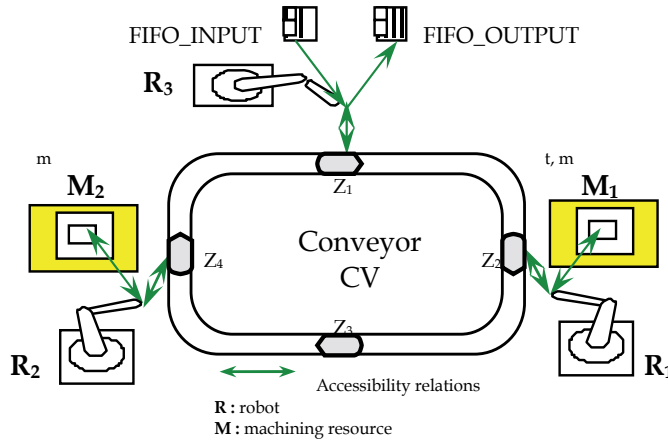 FIFO_INPUT
FIFO_OUTPUT
R3
m
t, m
M2
M1
Z1
Z4
Conveyor
CV
Z2
Z3
R2
R1
Accessibility relations
R : robot
M : machining resource